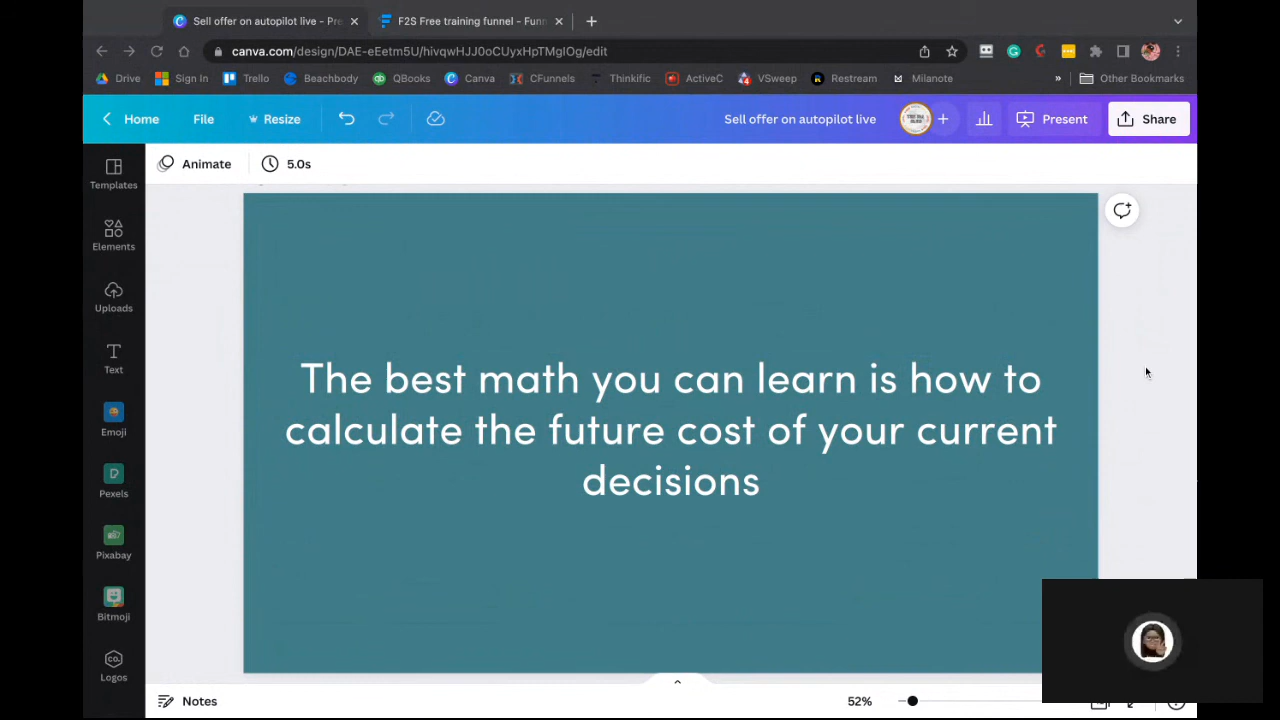 Sell offer on autopilot live - Pre
F2S Free training funnel - Funn
canva.com/design/DAE-eEetm5U/hivqwHJJ0oCUyxHpTMgIOg/edit
Drive Sign In Trello Beachbody QBooks Canva CFunnels Thinkific ActiveC VSweep Restream Milanote » Other Bookmarks
Home File Resize Sell offer on autopilot live Present Share
Animate 5.0s
Templates
Elements
Uploads
Text
Emoji
Pexels
Pixabay
Bitmoji
CO.
Logos
The best math you can learn is how to
calculate the future cost of your current
decisions
Notes 52%